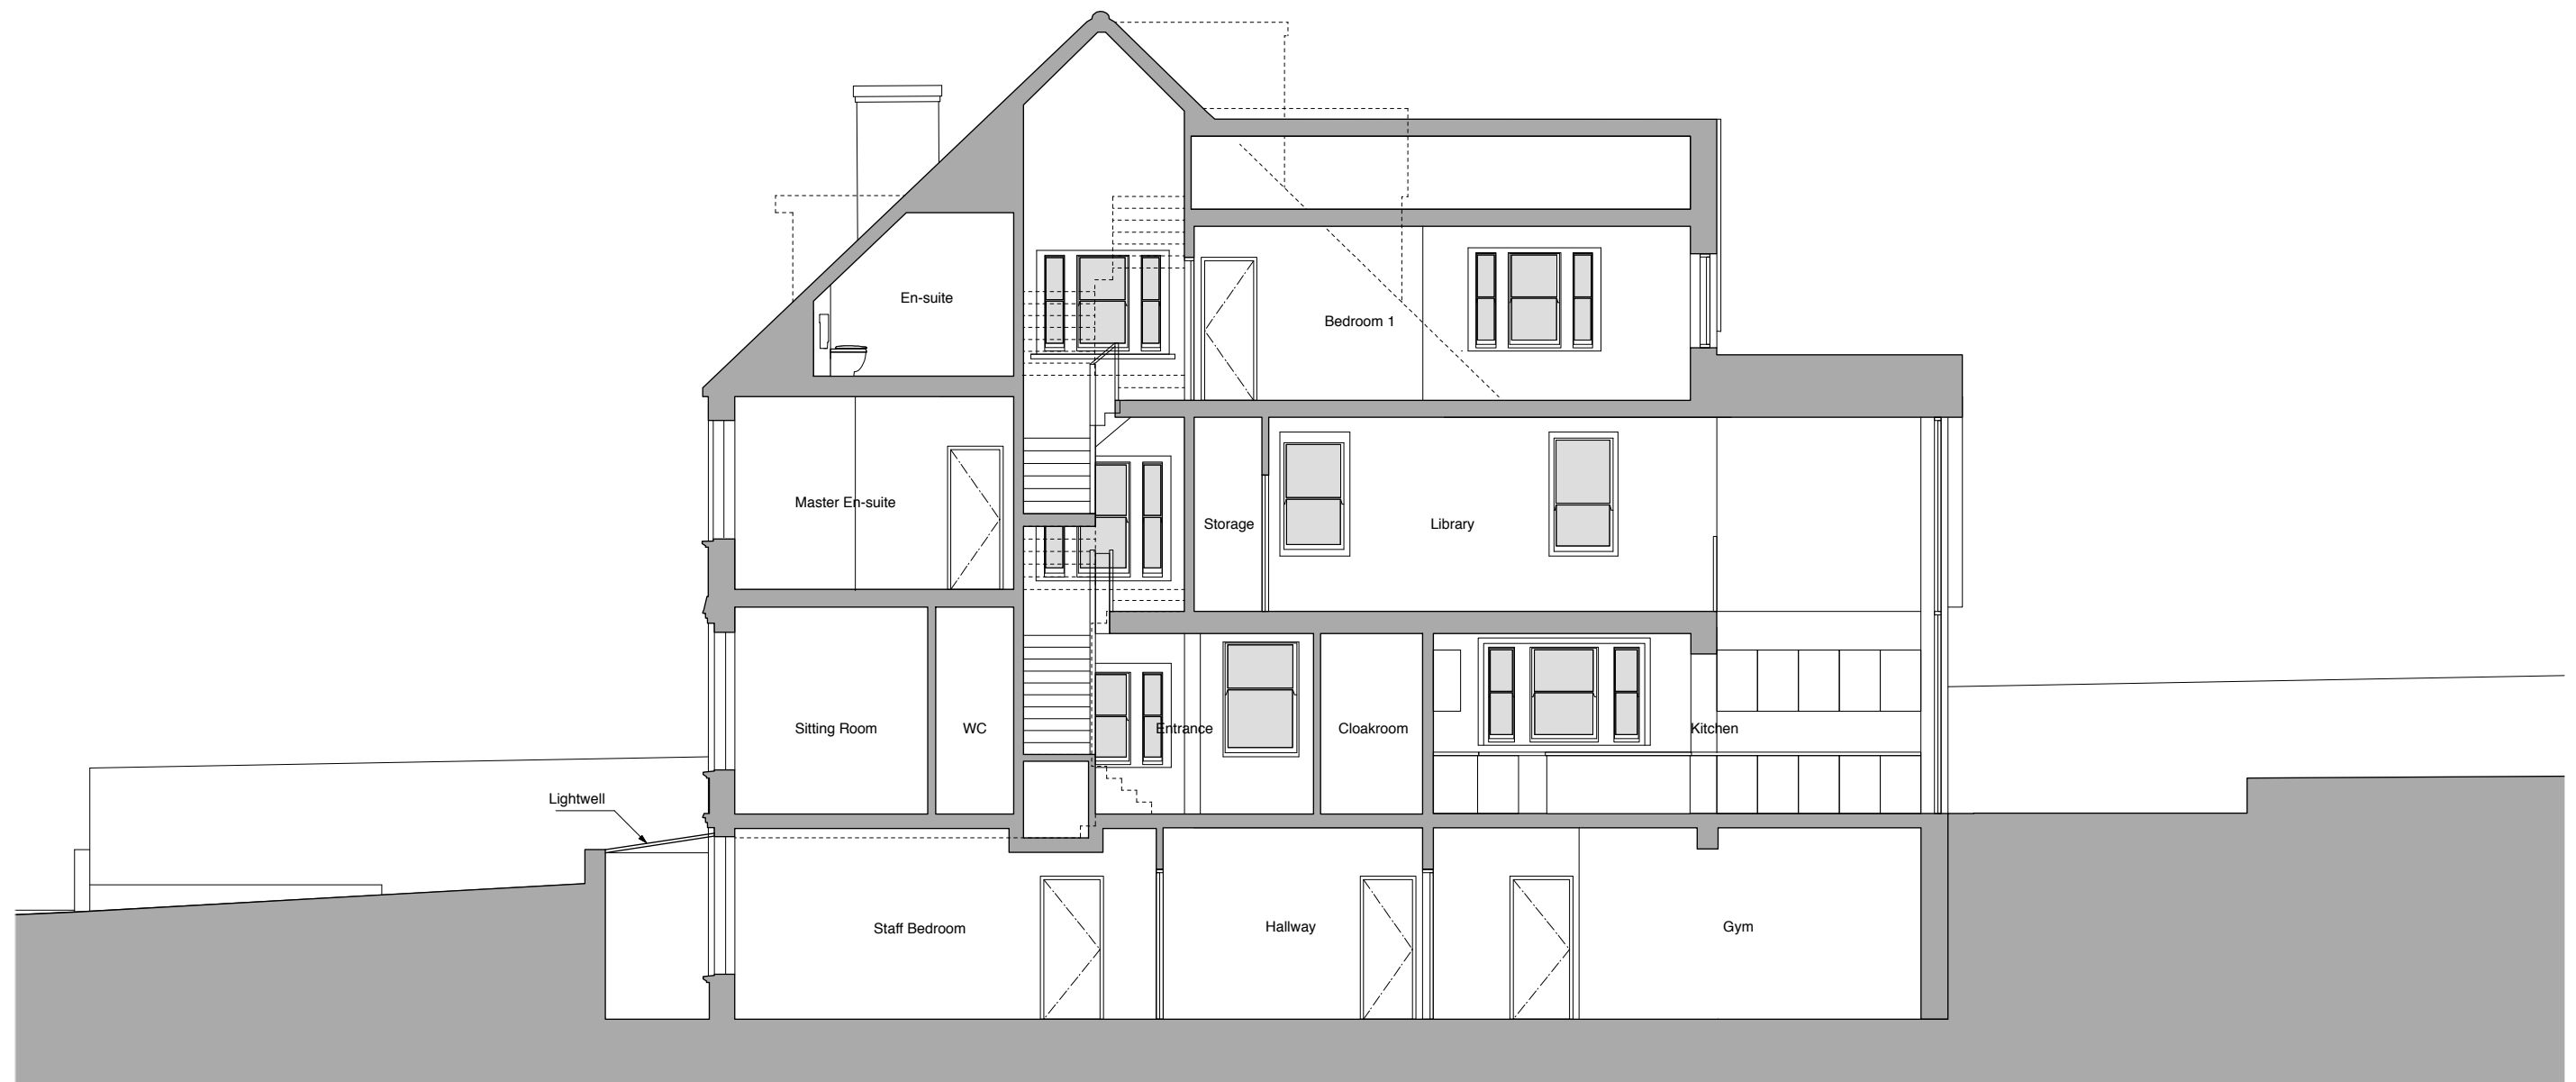 En-suite
Bedroom 1
Master En-suite
Storage
Library
Sitting Room
WC
Entrance
Cloakroom
Kitchen
Lightwell
Staff Bedroom
Hallway
Gym